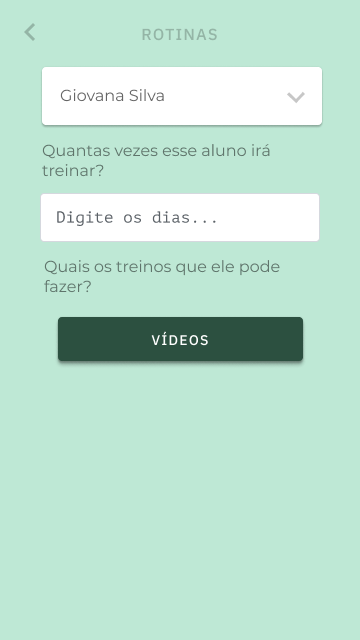 ROTINAS
Giovana Silva
Quantas vezes esse aluno irá
treinar?
Digite os dias...
Quais os treinos que ele pode
fazer?
VÍDEOS